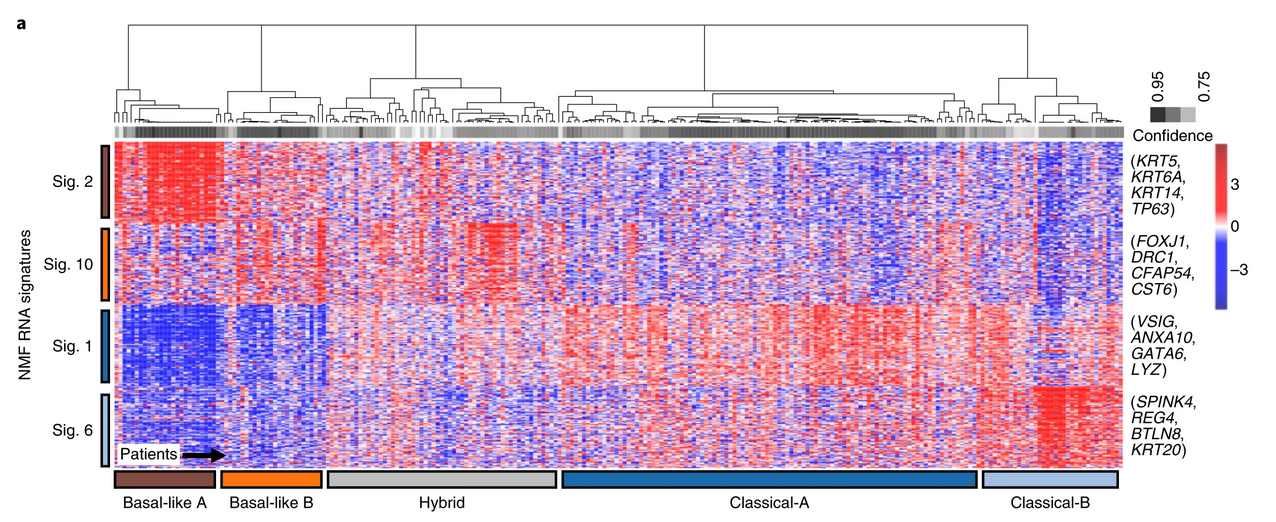 a
0.95
0.75
Confidence
NMF RNA signatures
Sig. 2
Sig. 10
Sig. 1
Sig. 6
(KRT5,
KRT6A,
KRT14,
TP63)
(FOXJ1,
DRC1,
CFAP54,
CST6)
(VSIG,
ANXA10,
GATA6,
LYZ)
(SPINK4,
REG4,
BTLN8,
KRT20)
3
0
–3
Patients
Basal-like A
Basal-like B
Hybrid
Classical-A
Classical-B